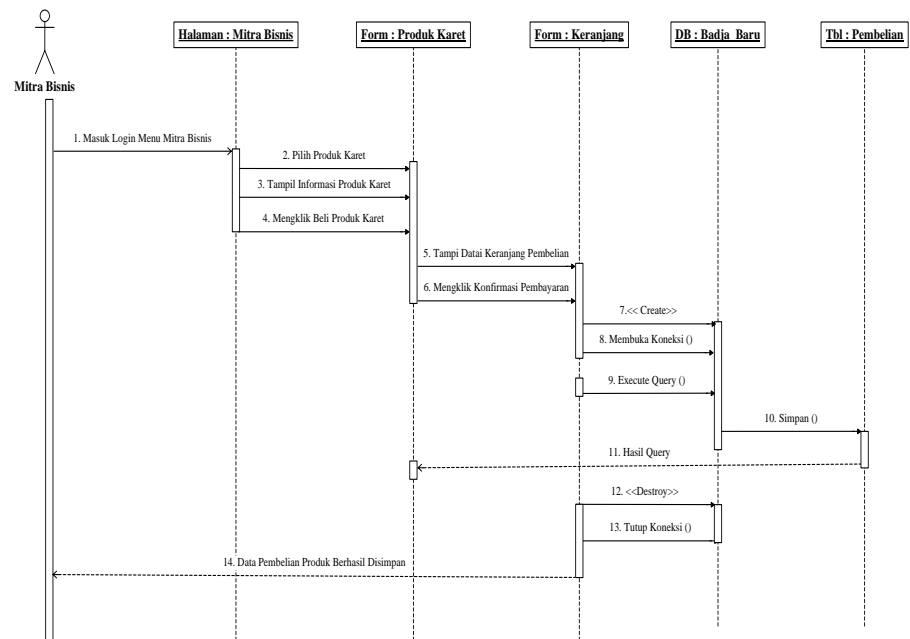 Halaman : Mitra Bisnis
Form : Produk Karet
Form : Keranjang
DB : Badja_Baru
Tbl : Pembelian
Mitra Bisnis
1. Masuk Login Menu Mitra Bisnis
2. Pilih Produk Karet
3. Tampil Informasi Produk Karet
4. Mengklik Beli Produk Karet
5. Tampi Datai Keranjang Pembelian
6. Mengklik Konfirmasi Pembayaran
7.<< Create>>
8. Membuka Koneksi ()
9. Execute Query ()
10. Simpan ()
11. Hasil Query
12. <<Destroy>>
13. Tutup Koneksi ()
14. Data Pembelian Produk Berhasil Disimpan